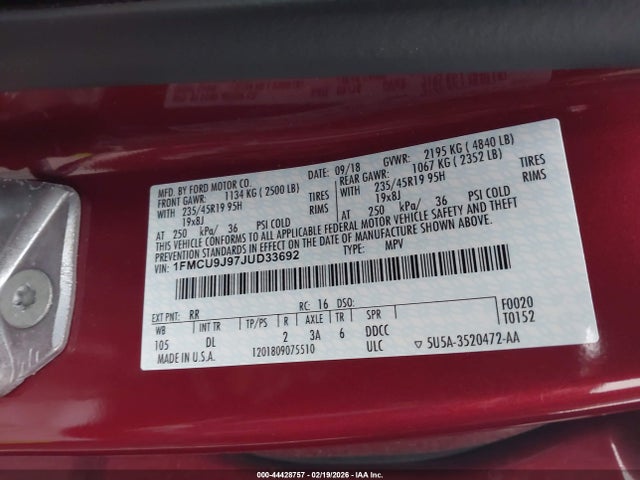 MFD. BY FORD MOTOR CO.
DATE: 09/18 GVWR: 2195 KG ( 4840 LB)
FRONT GAWR: 1134 KG ( 2500 LB) REAR GAWR: 1067 KG ( 2352 LB)
WITH 235/45R19 95H TIRES WITH 235/45R19 95H TIRES
19x8J RIMS 19x8J RIMS
AT 250 kPa/ 36 PSI COLD AT 250 kPa/ 36 PSI COLD
THIS VEHICLE CONFORMS TO ALL APPLICABLE FEDERAL MOTOR VEHICLE SAFETY AND THEFT
PREVENTION STANDARDS IN EFFECT ON THE DATE OF MANUFACTURE SHOWN ABOVE.
VIN: 1FMCU9J97JUD33692 TYPE: MPV
EXT PNT: RR RC: 16 DSO: F0020
WB INT TR TP/PS R AXLE TR SPR T0152
105 DL 2 3A 6 DDCC
MADE IN U.S.A. 1201809075510 ULC ▽ 5U5A-3520472-AA
000-44428757 - 02/19/2026 - IAA Inc.